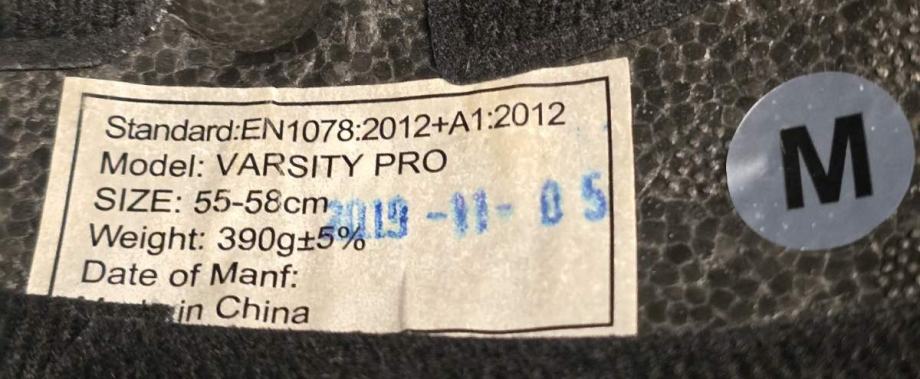 Standard:EN1078:2012+A1:2012
Model: VARSITY PRO
SIZE: 55-58cm
2019-11-05
Weight: 390g±5%
Date of Manf:
in China
M